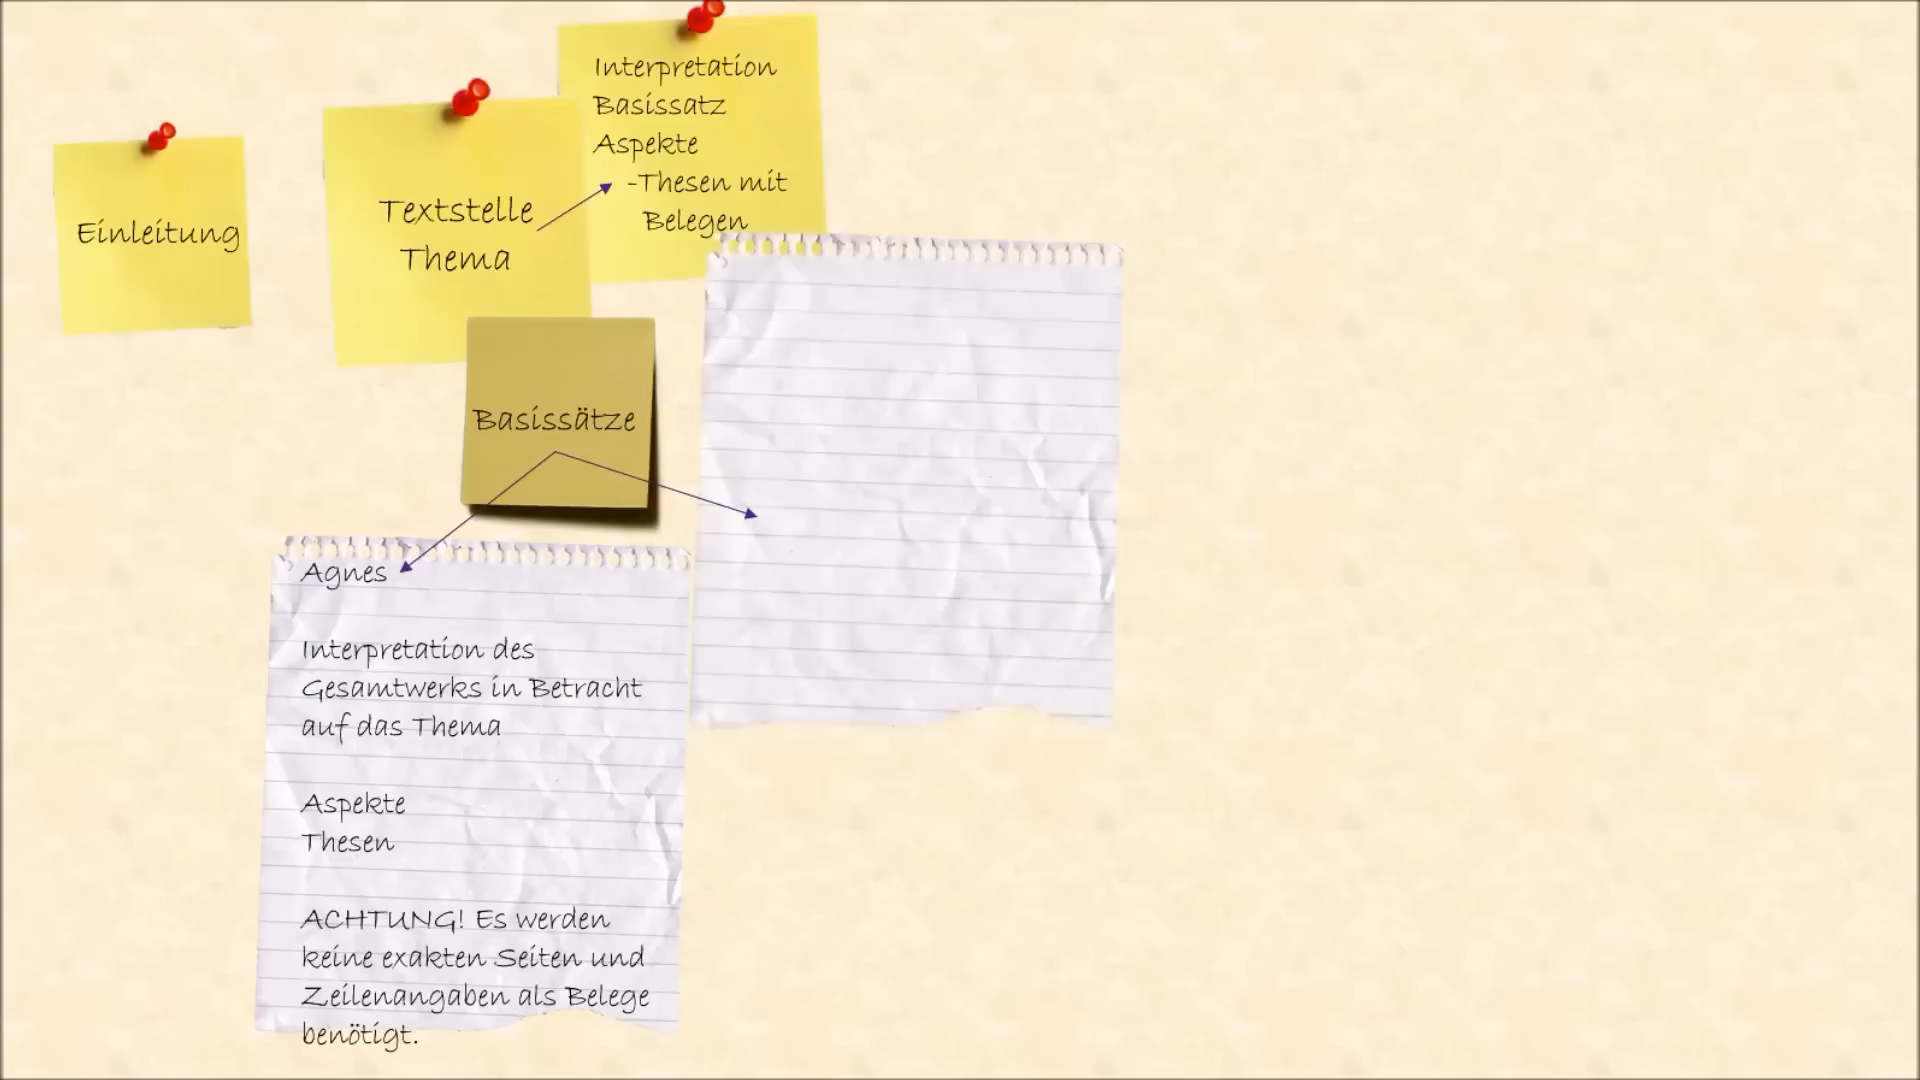 Einleitung
Textstelle
Thema
Interpretation
Basissatz
Aspekte
-Thesen mit
Belegen
Basissätze
Agnes
Interpretation des
Gesamtwerks in Betracht
auf das Thema
Aspekte
Thesen
ACHTUNG! Es werden
keine exakten Seiten und
Zeilenangaben als Belege
benötigt.